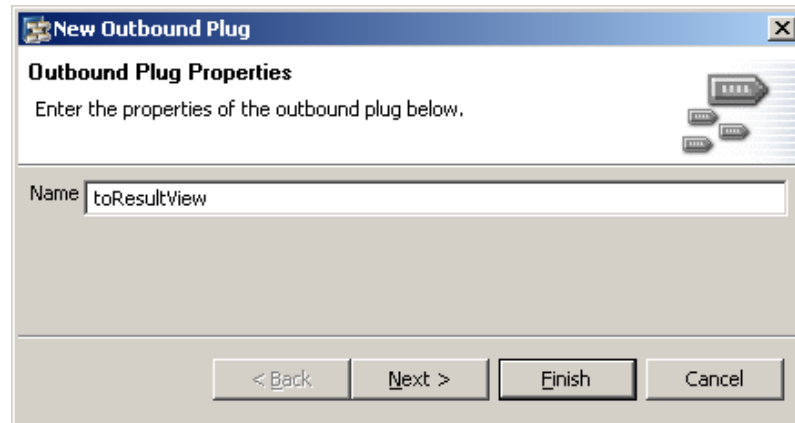 New Outbound Plug
Outbound Plug Properties
Enter the properties of the outbound plug below.
Name toResultView
< Back Next > Finish Cancel